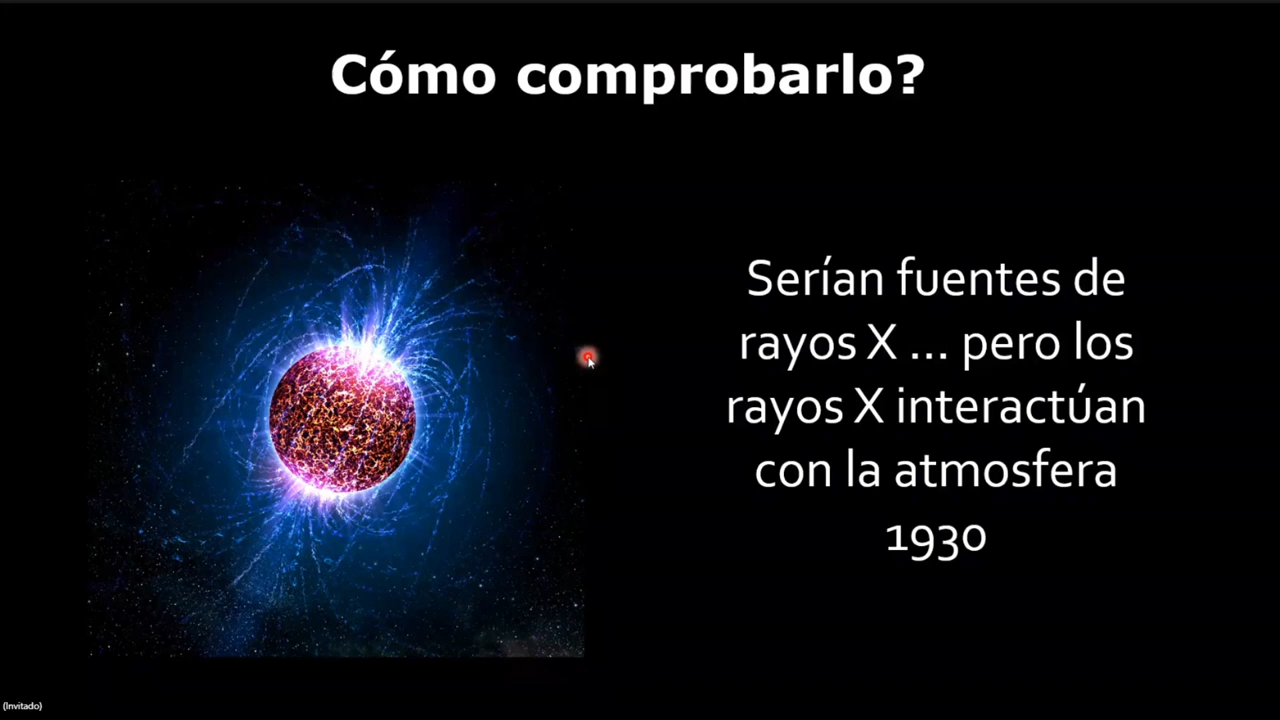 Cómo comprobarlo?
Serían fuentes de
rayos X ... pero los
rayos X interactúan
con la atmosfera
1930
(Invitado)